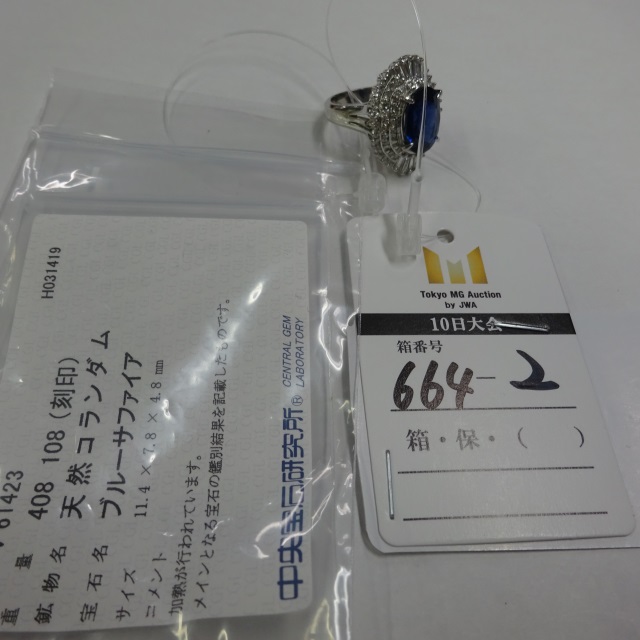 H031419
V 61423
重 量 408 108 (刻印)
鉱物名 天然コランダム
宝石名 ブルーサファイア
サイズ 11.4 × 7.8 × 4.8 mm
コメント
加熱が行われています。
メインとなる宝石の鑑別結果を記載したものです。
中央宝石研究所® CENTRAL GEM LABORATORY
Tokyo MG Auction
by JWA
10日大会
箱番号
664-2
箱・保・( )